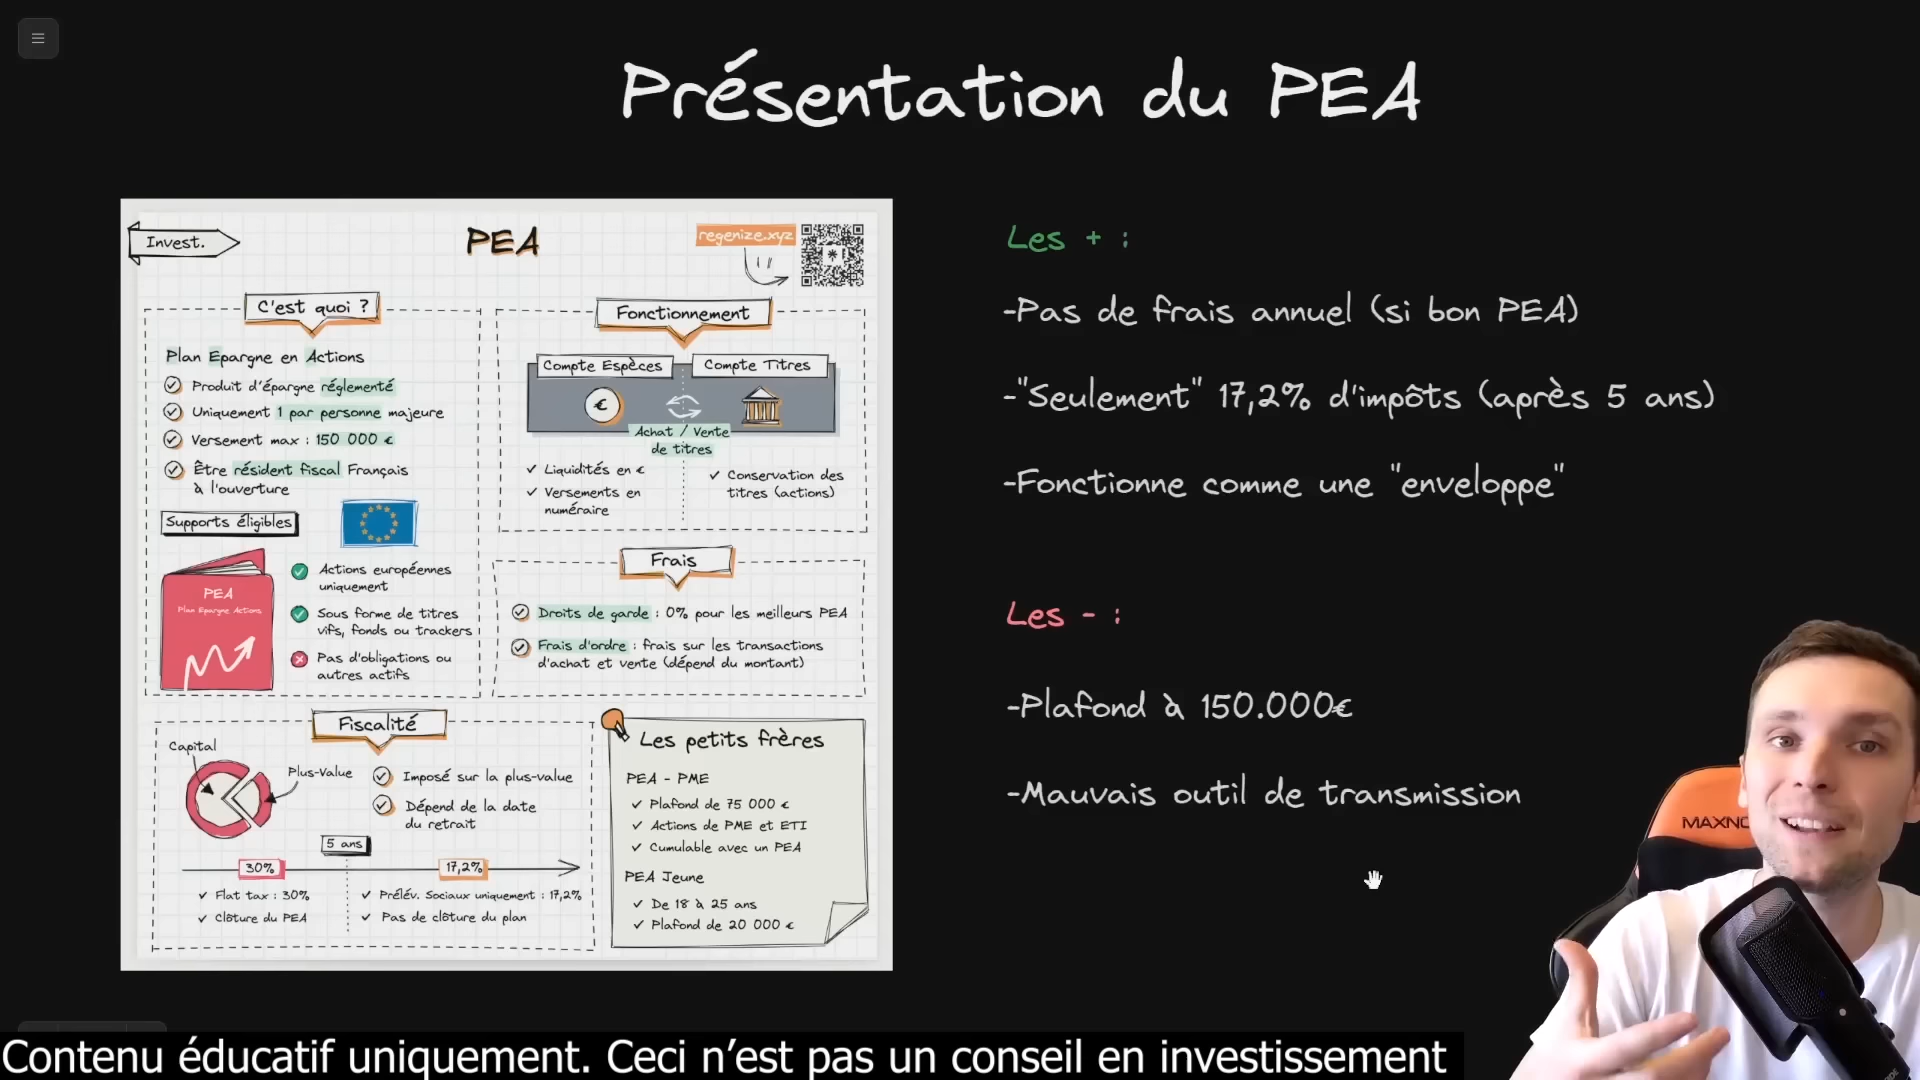 Présentation du PEA
Invest.
PEA
regenize.xyz
C'est quoi ?
Plan Epargne en Actions
Produit d'épargne réglementé
Uniquement 1 par personne majeure
Versement max : 150 000 €
Être résident fiscal Français
à l'ouverture
Supports éligibles
PEA
Plan Epargne Actions
Actions européennes
uniquement
Sous forme de titres
vifs, fonds ou trackers
Pas d'obligations ou
autres actifs
Fonctionnement
Compte Espèces
Compte Titres
€
Achat / Vente
de titres
Liquidités en €
Versements en
numéraire
Conservation des
titres (actions)
Frais
Droits de garde : 0% pour les meilleurs PEA
Frais d'ordre : frais sur les transactions
d'achat et vente (dépend du montant)
Fiscalité
Capital
Plus-Value
Imposé sur la plus-value
Dépend de la date
du retrait
5 ans
30%
17,2%
Flat tax : 30%
Clôture du PEA
Prélèv. Sociaux uniquement : 17,2%
Pas de clôture du plan
Les petits frères
PEA - PME
Plafond de 75 000 €
Actions de PME et ETI
Cumulable avec un PEA
PEA Jeune
De 18 à 25 ans
Plafond de 20 000 €
Les + :
-Pas de frais annuel (si bon PEA)
-"Seulement" 17,2% d'impôts (après 5 ans)
-Fonctionne comme une "enveloppe"
Les - :
-Plafond à 150.000€
-Mauvais outil de transmission
MAXNO
Contenu éducatif uniquement. Ceci n'est pas un conseil en investissement